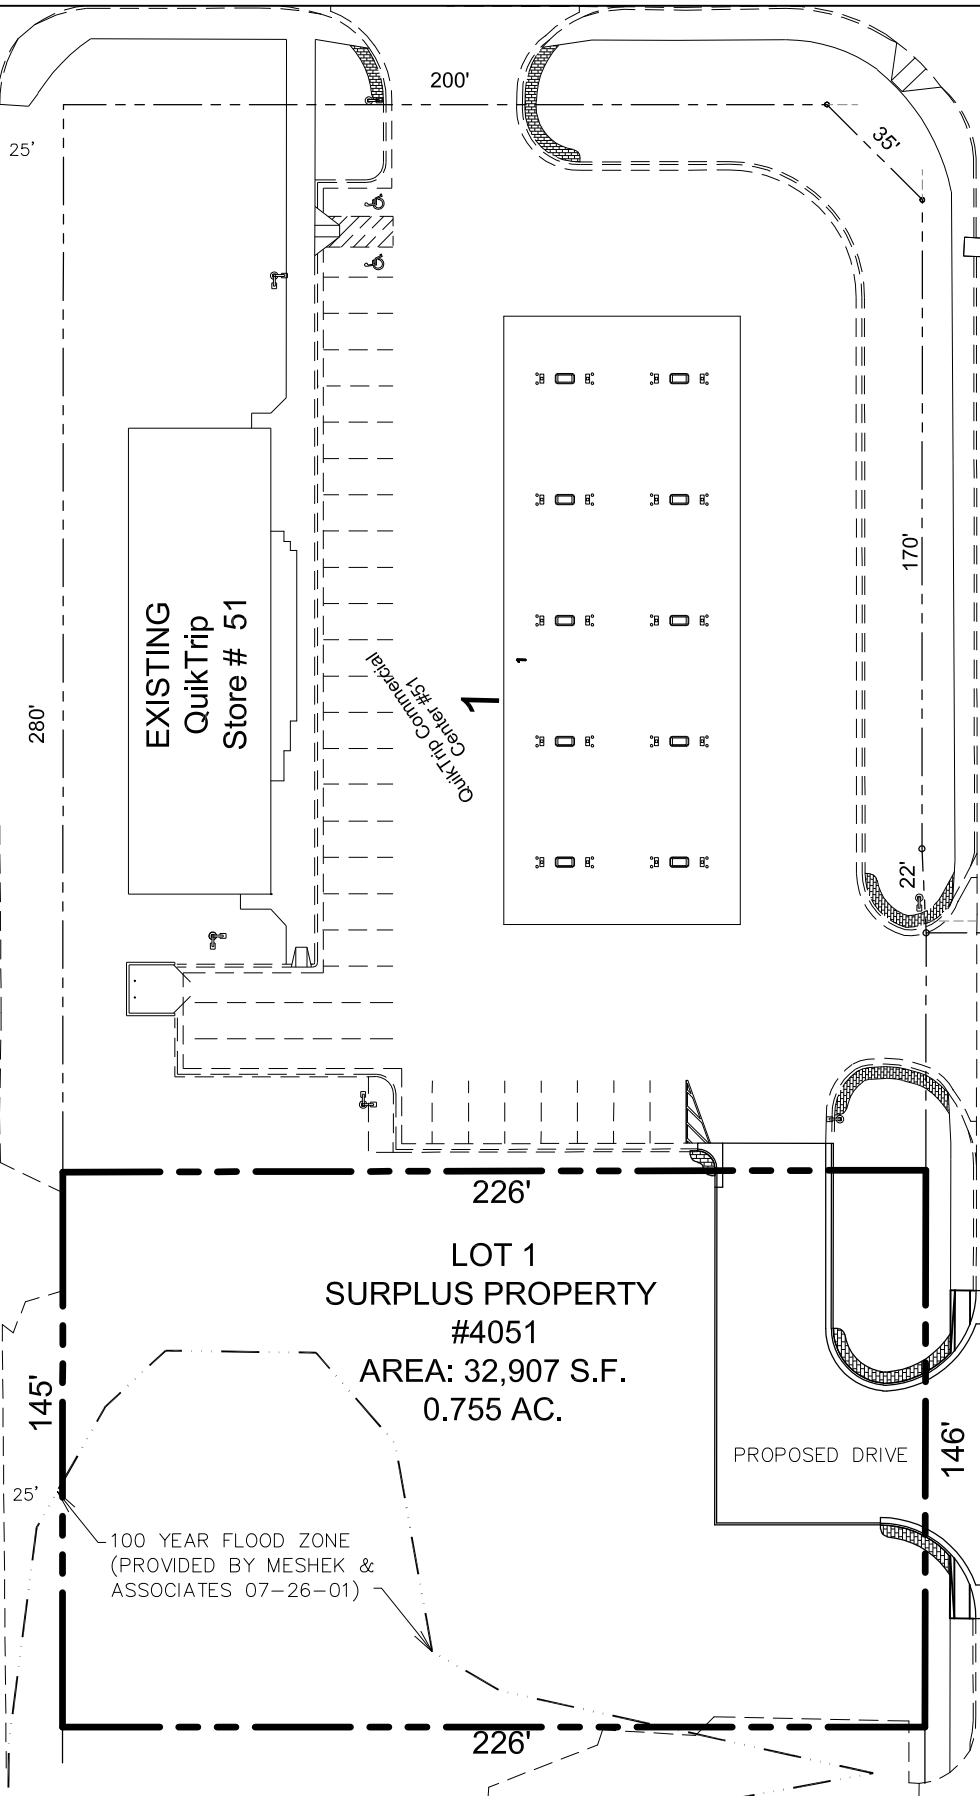 200'
25'
35'
EXISTING
QuikTrip
Store # 51
170'
1
QuikTrip Commercial
Center #51
1
280'
22'
226'
LOT 1
SURPLUS PROPERTY
#4051
AREA: 32,907 S.F.
0.755 AC.
145'
146'
PROPOSED DRIVE
25'
100 YEAR FLOOD ZONE
(PROVIDED BY MESHEK &
ASSOCIATES 07-26-01)
226'